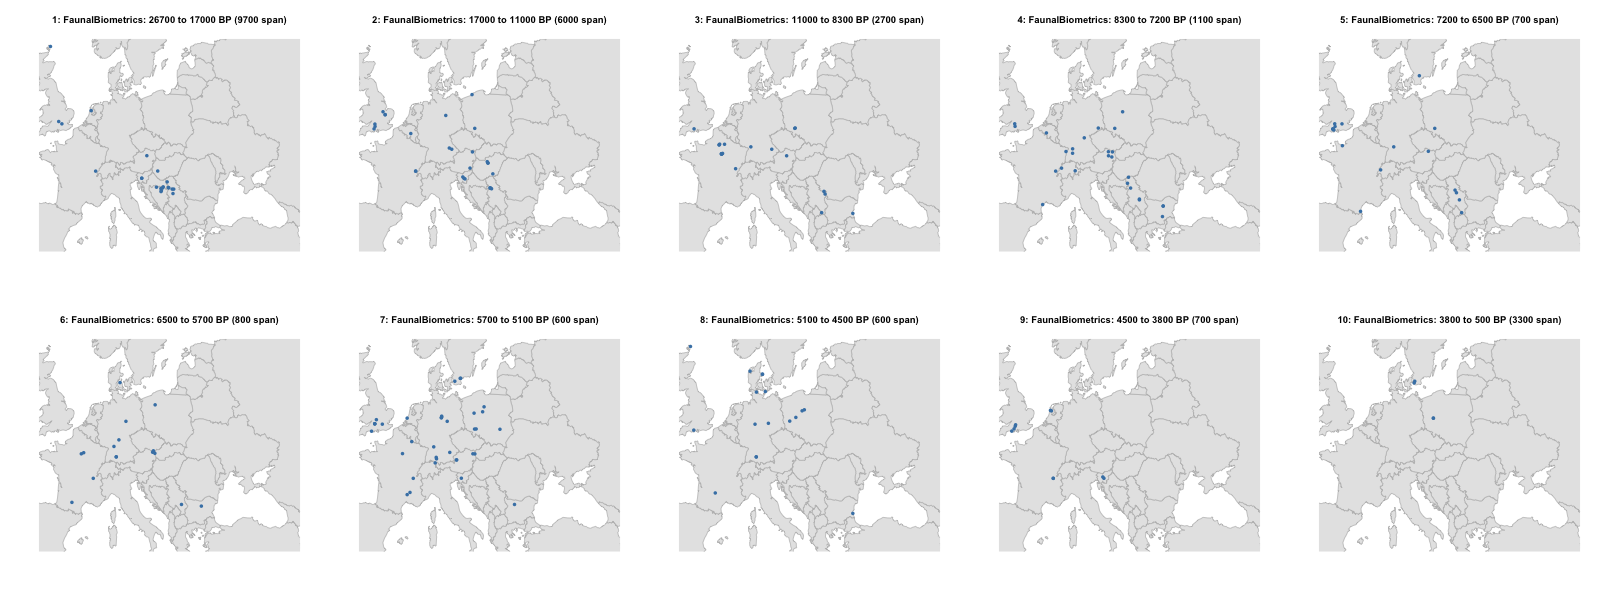 1: FaunalBiometrics: 26700 to 17000 BP (9700 span)
2: FaunalBiometrics: 17000 to 11000 BP (6000 span)
3: FaunalBiometrics: 11000 to 8300 BP (2700 span)
4: FaunalBiometrics: 8300 to 7200 BP (1100 span)
5: FaunalBiometrics: 7200 to 6500 BP (700 span)
6: FaunalBiometrics: 6500 to 5700 BP (800 span)
7: FaunalBiometrics: 5700 to 5100 BP (600 span)
8: FaunalBiometrics: 5100 to 4500 BP (600 span)
9: FaunalBiometrics: 4500 to 3800 BP (700 span)
10: FaunalBiometrics: 3800 to 500 BP (3300 span)